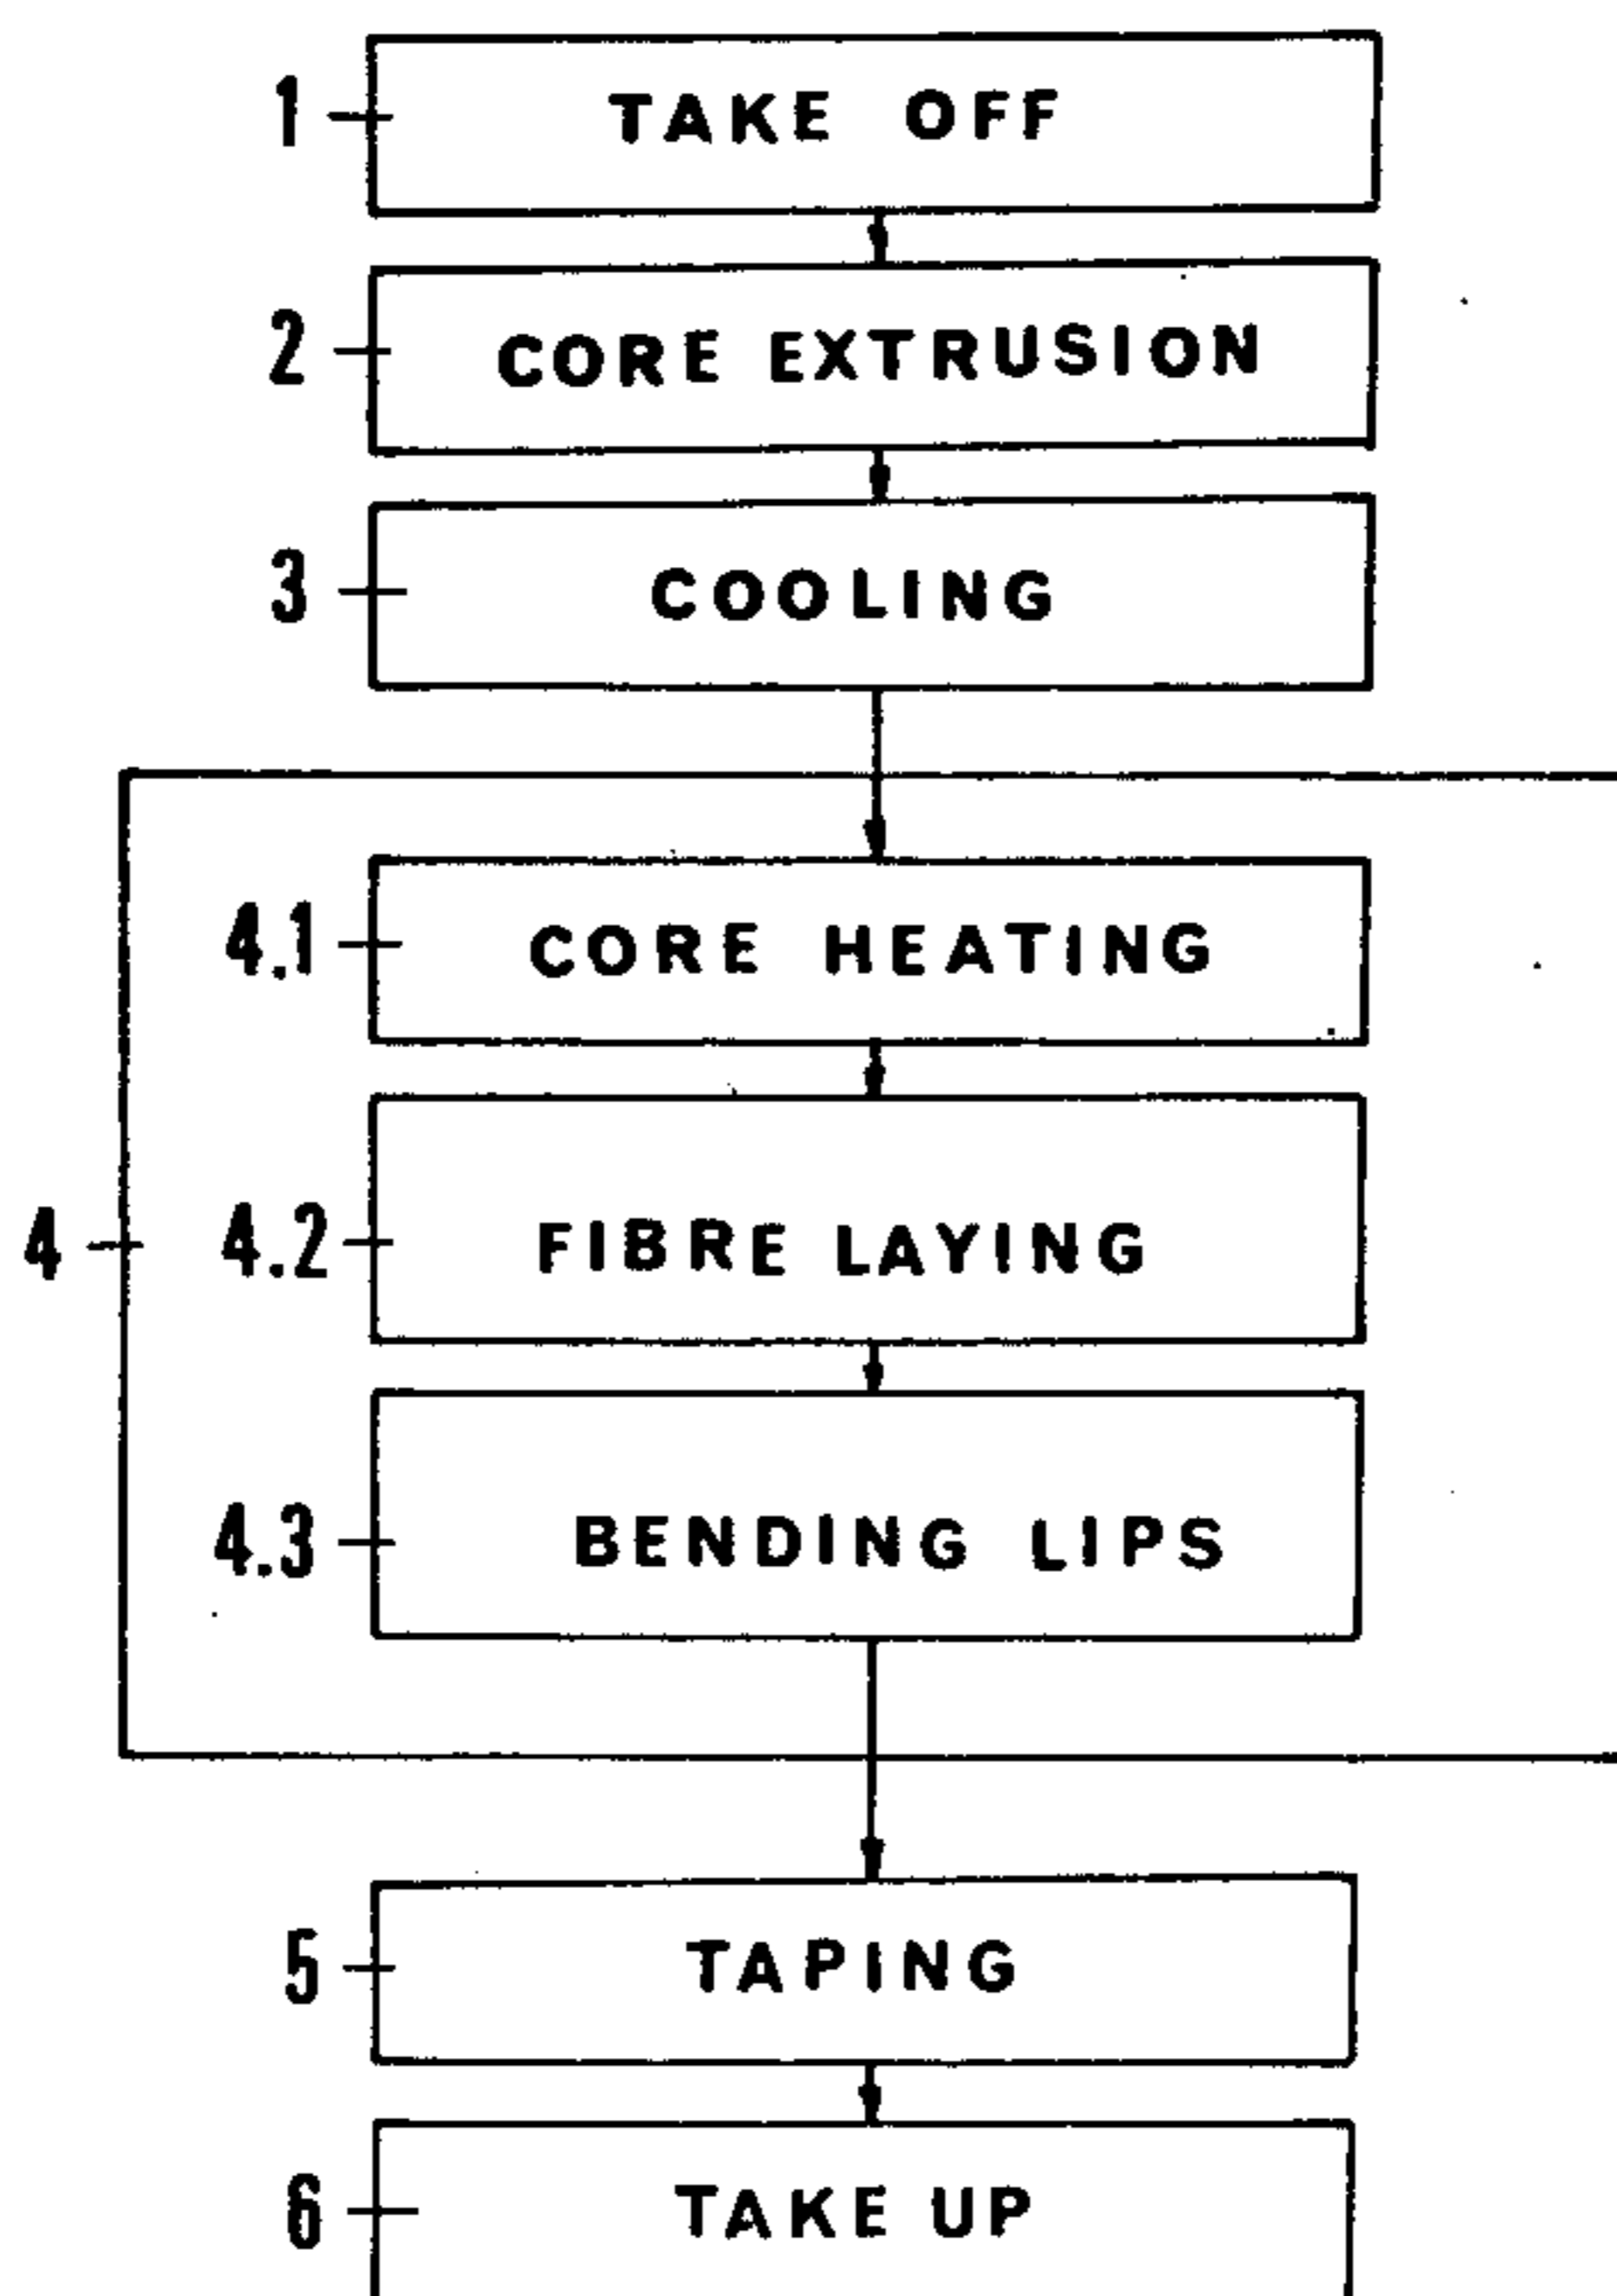 1 TAKE OFF
2 CORE EXTRUSION
3 COOLING
4.1 CORE HEATING
4 4.2 FIBRE LAYING
4.3 BENDING LIPS
5 TAPING
6 TAKE UP